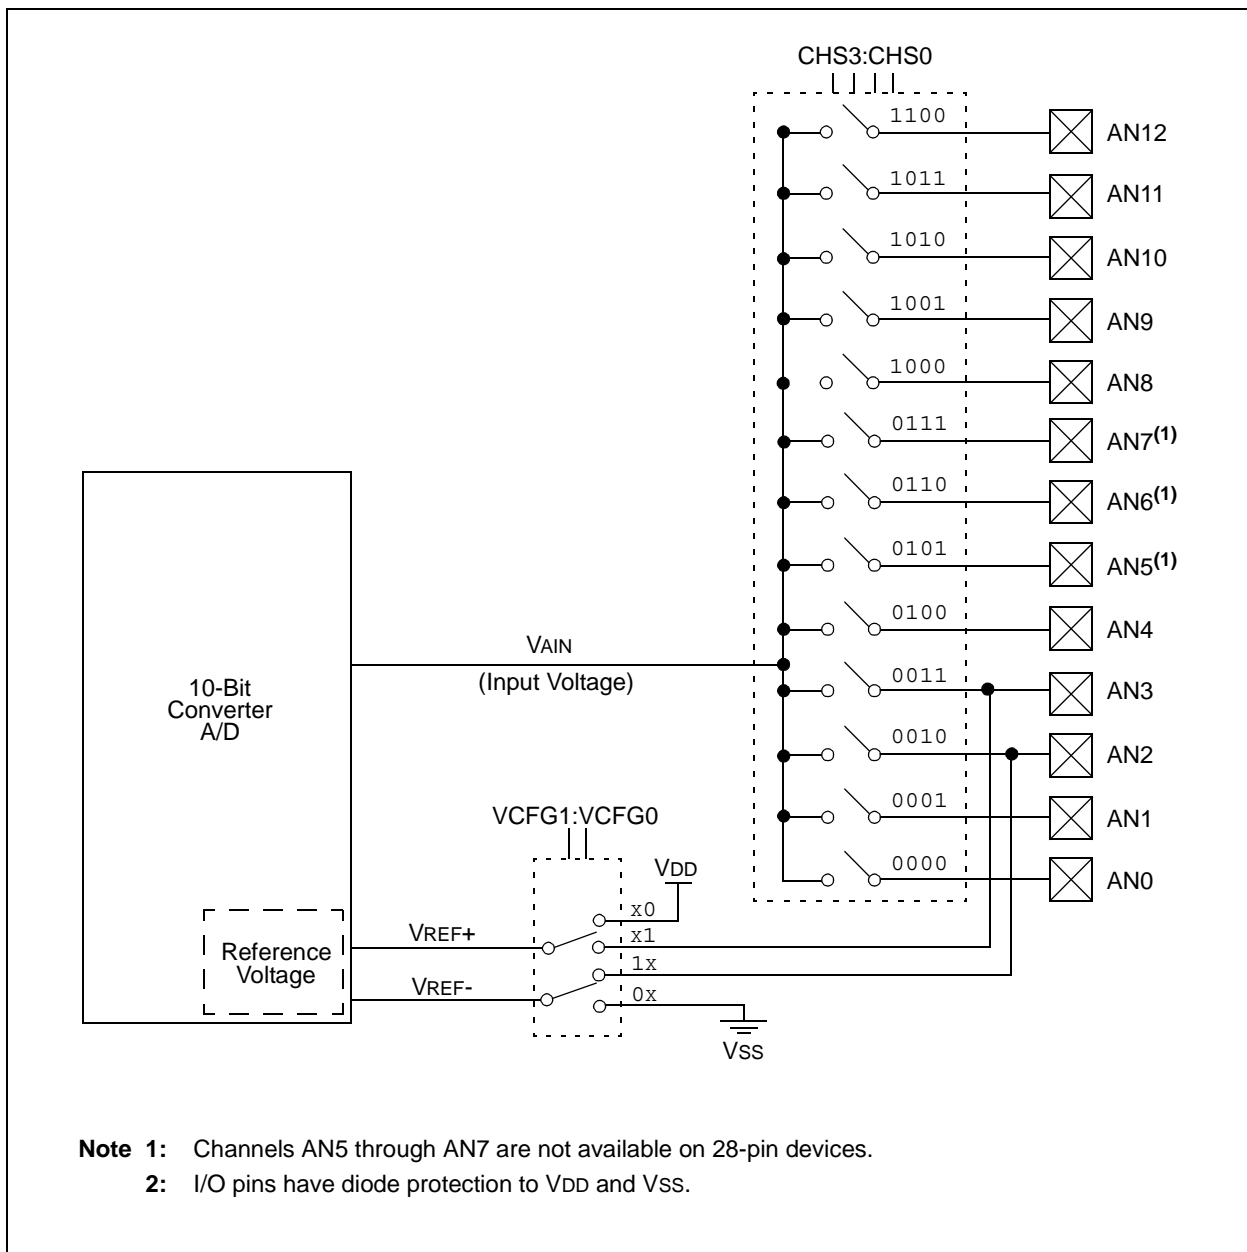 CHS3:CHS0
1100 AN12
1011 AN11
1010 AN10
1001 AN9
1000 AN8
0111 AN7(1)
0110 AN6(1)
0101 AN5(1)
0100 AN4
VAIN
(Input Voltage)
0011 AN3
10-Bit
Converter
A/D
0010 AN2
VCFG1:VCFG0
0001 AN1
VDD
0000 AN0
x0
VREF+
x1
Reference
Voltage
1x
VREF-
0x
VSS
Note 1: Channels AN5 through AN7 are not available on 28-pin devices.
2: I/O pins have diode protection to VDD and VSS.